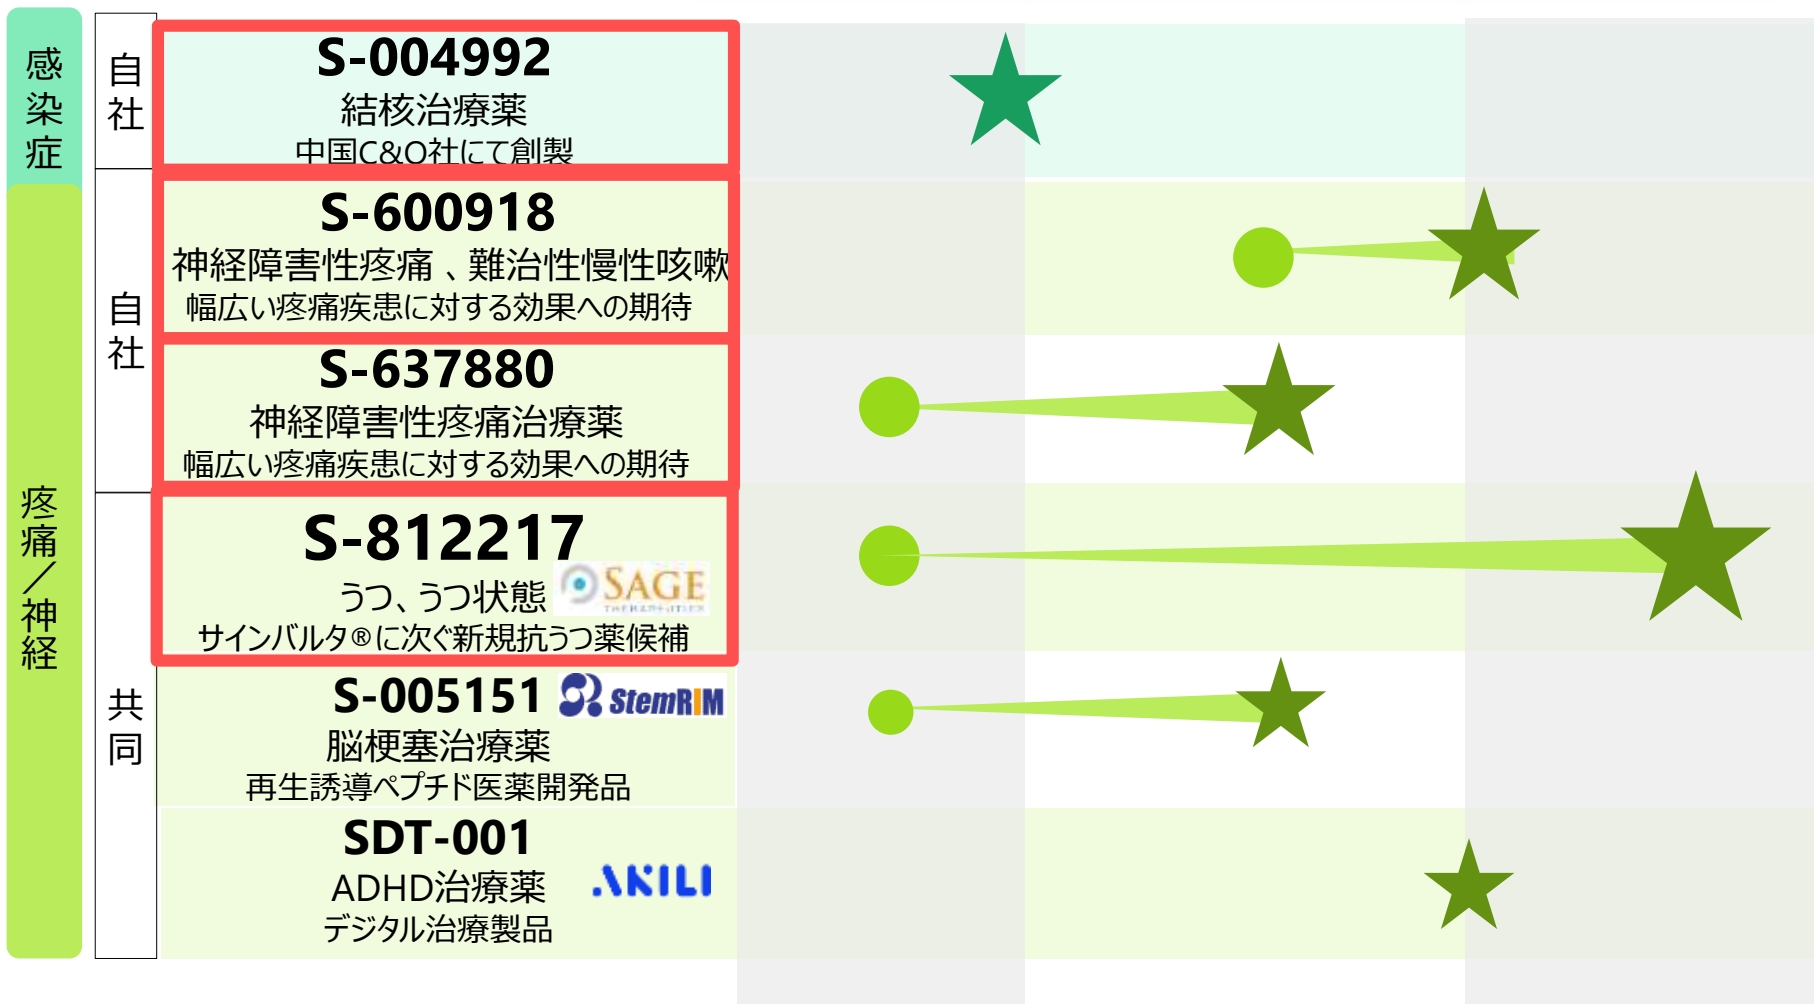 感染症
自社
S-004992
結核治療薬
中国C&O社にて創製
疼痛／神経
自社
S-600918
神経障害性疼痛、難治性慢性咳嗽
幅広い疼痛疾患に対する効果への期待
S-637880
神経障害性疼痛治療薬
幅広い疼痛疾患に対する効果への期待
共同
S-812217
うつ、うつ状態
SAGE
THERAPEUTICS
サインバルタ®に次ぐ新規抗うつ薬候補
S-005151
StemRIM
脳梗塞治療薬
再生誘導ペプチド医薬開発品
SDT-001
ADHD治療薬
AKILI
デジタル治療製品